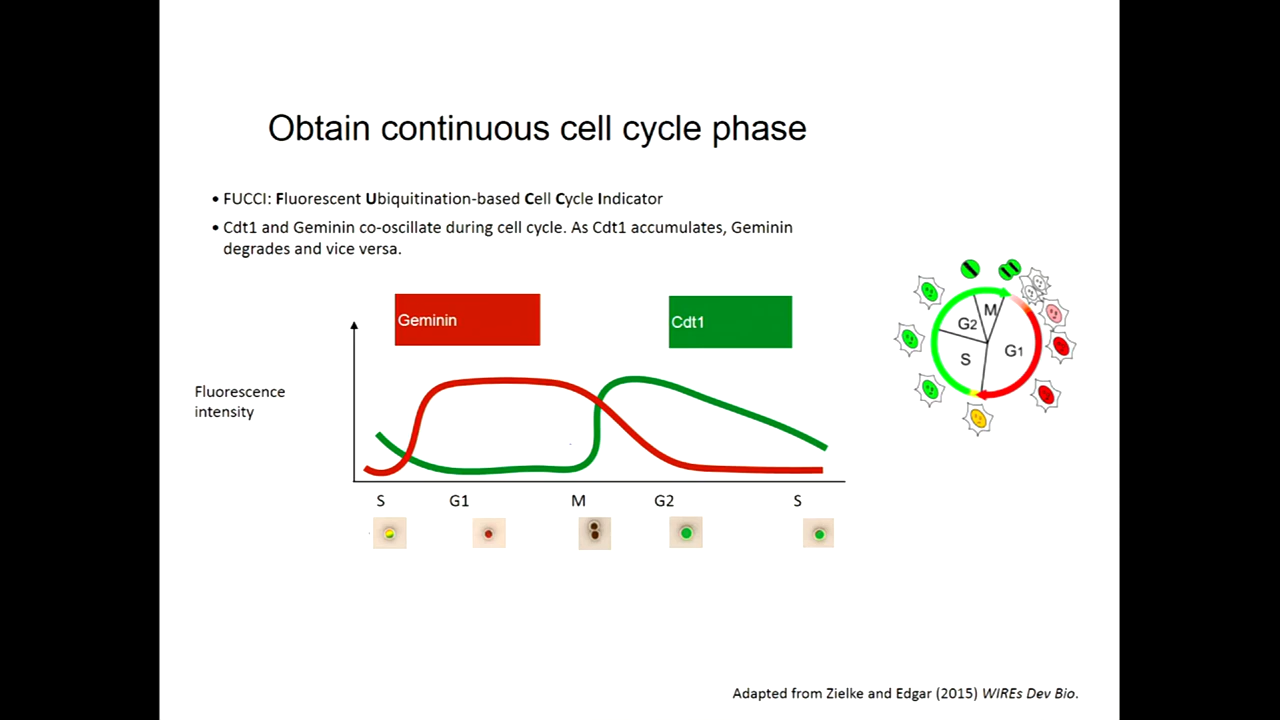 Obtain continuous cell cycle phase
• FUCCI: Fluorescent Ubiquitination-based Cell Cycle Indicator
• Cdt1 and Geminin co-oscillate during cell cycle. As Cdt1 accumulates, Geminin
degrades and vice versa.
Geminin
Cdt1
Fluorescence
intensity
S G1 M G2 S
M
G2
G1
S
Adapted from Zielke and Edgar (2015) WIREs Dev Bio.